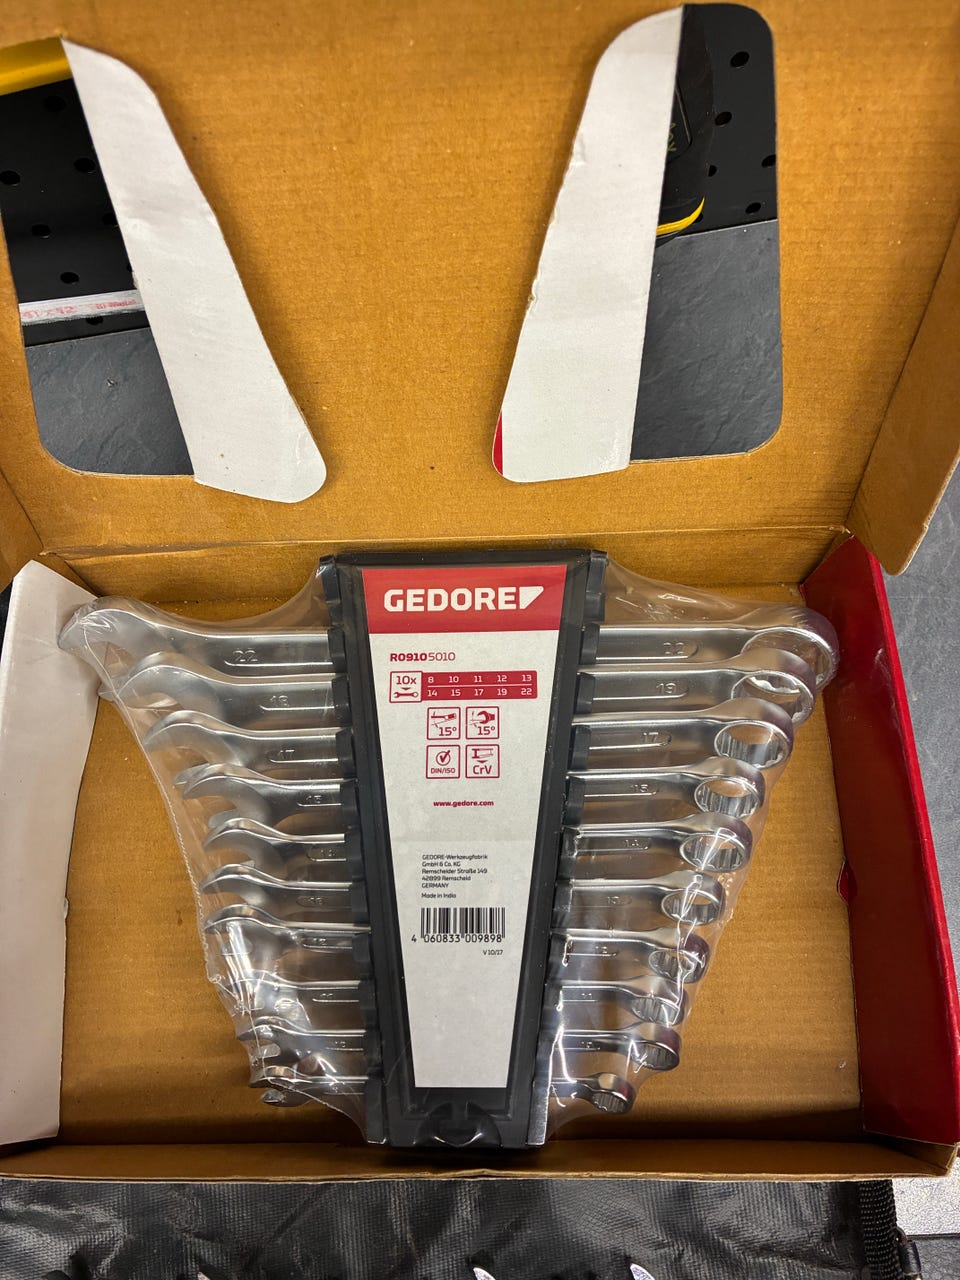 GEDORE
R09105010
10x
8 10 11 12 13
14 15 17 19 22
15°
15°
DIN/ISO
CrV
www.gedore.com
GEDORE-Werkzeugfabrik
GmbH & Co. KG
Remscheider Straße 149
42899 Remscheid
GERMANY
Made in India
4 060833 009898
V 10/17
22
22
19
17
17
15